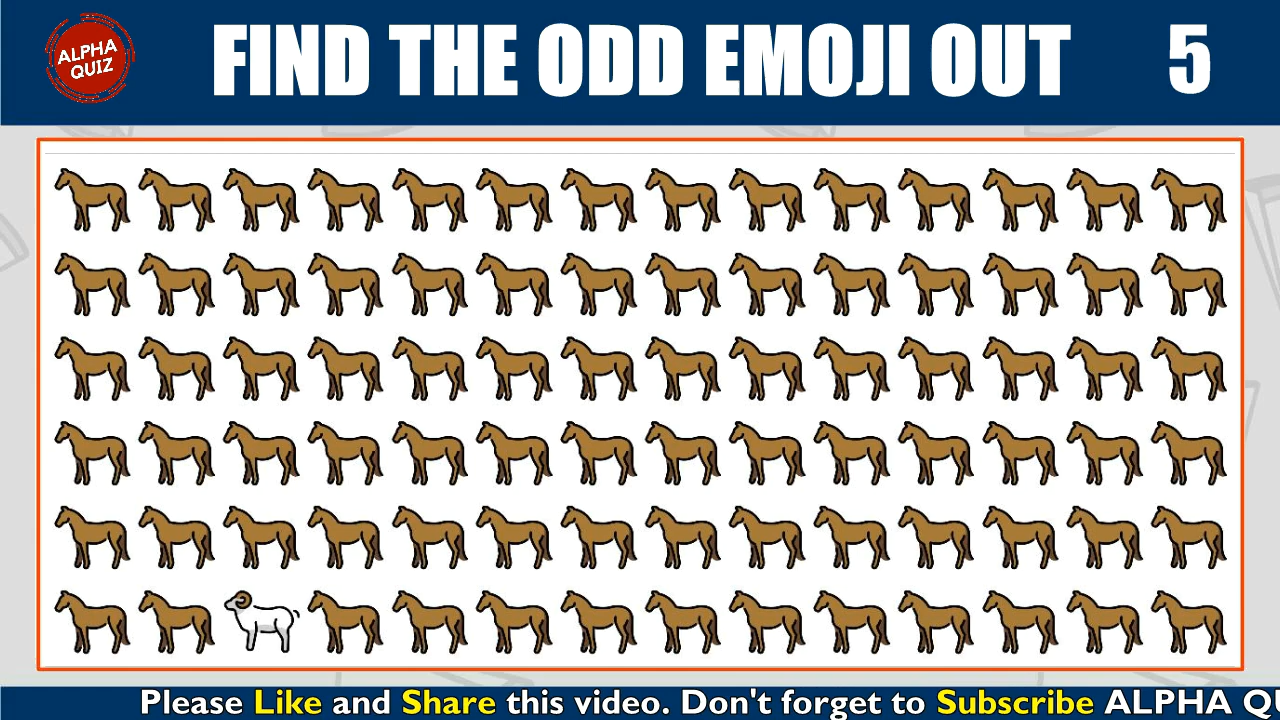 ALPHA
QUIZ
FIND THE ODD EMOJI OUT
5
Please Like and Share this video. Don't forget to Subscribe ALPHA